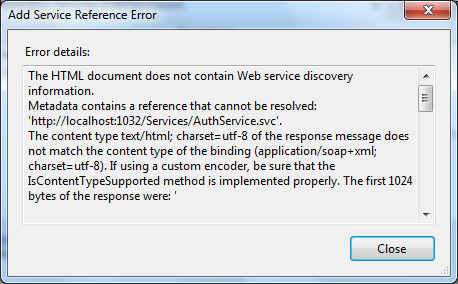 Add Service Reference Error
Error details:
The HTML document does not contain Web service discovery
information.
Metadata contains a reference that cannot be resolved:
'http://localhost:1032/Services/AuthService.svc'.
The content type text/html; charset=utf-8 of the response message does
not match the content type of the binding (application/soap+xml;
charset=utf-8). If using a custom encoder, be sure that the
IsContentTypeSupported method is implemented properly. The first 1024
bytes of the response were: '
Close